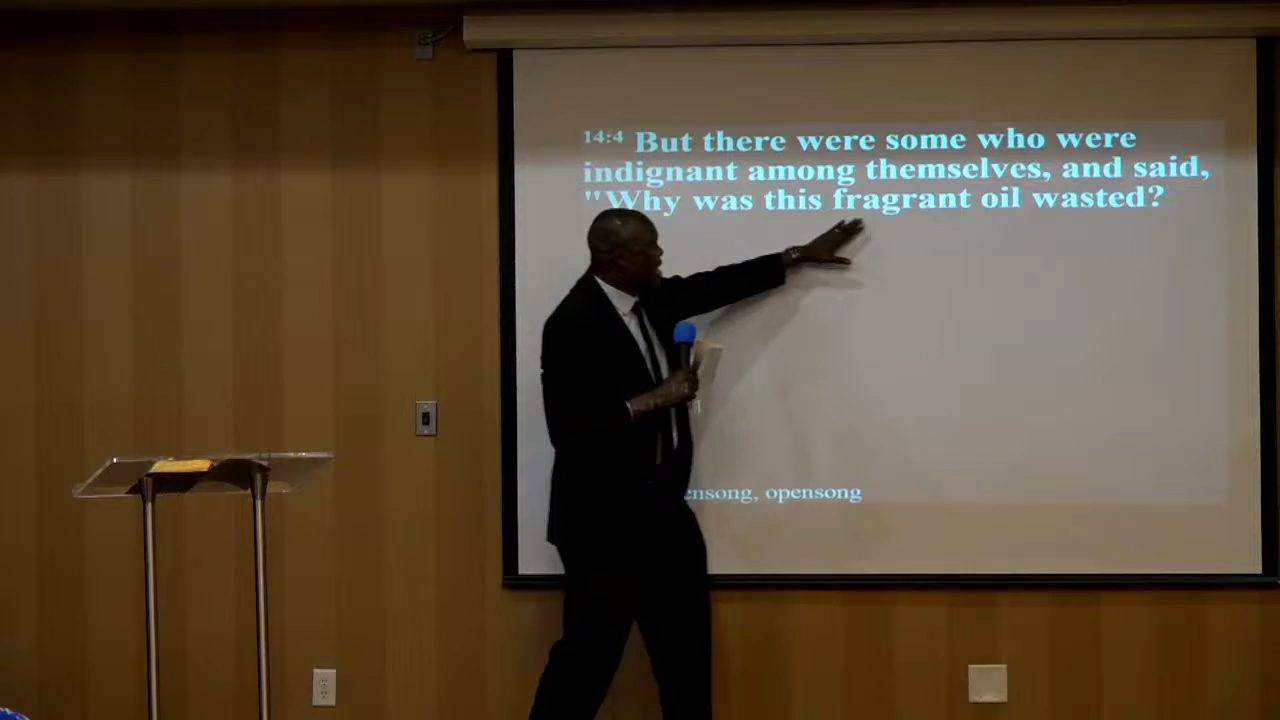 14:4 But there were some who were
indignant among themselves, and said,
"Why was this fragrant oil wasted?
ensong, opensong